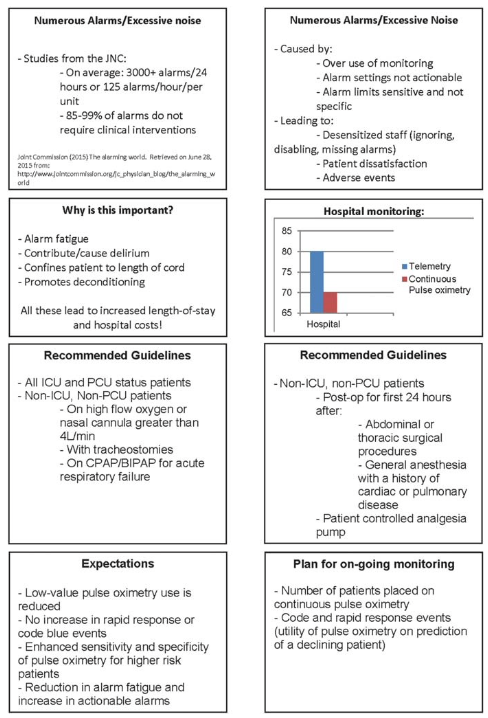 Numerous Alarms/Excessive noise
- Studies from the JNC:
- On average: 3000+ alarms/24
hours or 125 alarms/hour/per
unit
- 85-99% of alarms do not
require clinical interventions
Joint Commission (2015) The alarming world. Retrieved on June 28,
2015 from:
http://www.jointcommission.org/jc_physician_blog/the_alarming_w
orld
Numerous Alarms/Excessive Noise
- Caused by:
- Over use of monitoring
- Alarm settings not actionable
- Alarm limits sensitive and not
specific
- Leading to:
- Desensitized staff (ignoring,
disabling, missing alarms)
- Patient dissatisfaction
- Adverse events
Why is this important?
- Alarm fatigue
- Contribute/cause delirium
- Confines patient to length of cord
- Promotes deconditioning
All these lead to increased length-of-stay
and hospital costs!
Hospital monitoring:
85
80
75
70
65
Hospital
Telemetry
Continuous
Pulse oximetry
Recommended Guidelines
- All ICU and PCU status patients
- Non-ICU, Non-PCU patients
- On high flow oxygen or
nasal cannula greater than
4L/min
- With tracheostomies
- On CPAP/BIPAP for acute
respiratory failure
Recommended Guidelines
- Non-ICU, non-PCU patients
- Post-op for first 24 hours
after:
- Abdominal or
thoracic surgical
procedures
- General anesthesia
with a history of
cardiac or pulmonary
disease
- Patient controlled analgesia
pump
Expectations
- Low-value pulse oximetry use is
reduced
- No increase in rapid response or
code blue events
- Enhanced sensitivity and specificity
of pulse oximetry for higher risk
patients
- Reduction in alarm fatigue and
increase in actionable alarms
Plan for on-going monitoring
- Number of patients placed on
continuous pulse oximetry
- Code and rapid response events
(utility of pulse oximetry on prediction
of a declining patient)